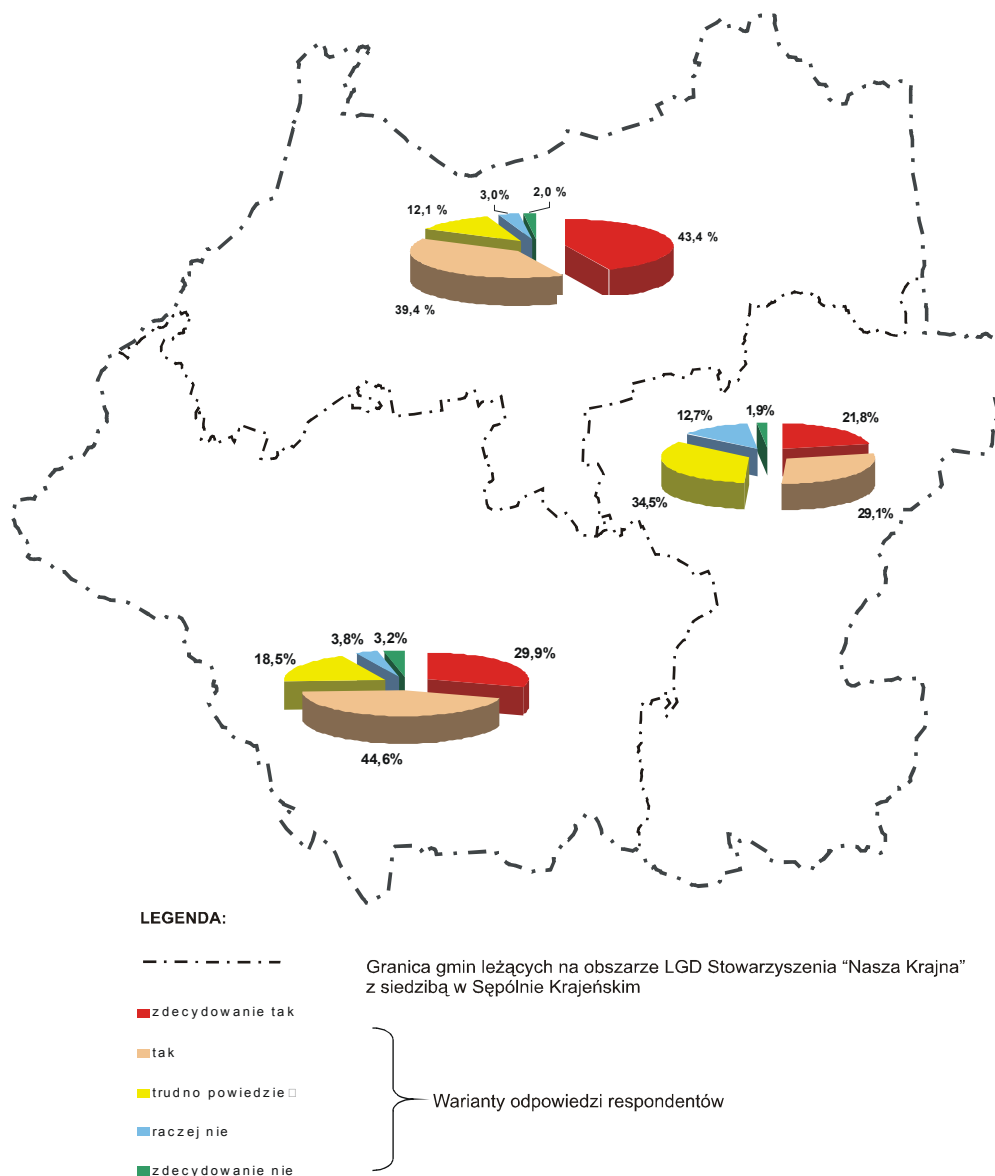 3,0%
2,0 %
12,1 %
43,4 %
39,4 %
12,7%
1,9%
21,8%
34,5%
29,1%
3,8%
3,2%
18,5%
29,9%
44,6%
LEGENDA:
Granica gmin leżących na obszarze LGD Stowarzyszenia “Nasza Krajna”
z siedzibą w Sępólnie Krajeńskim
zdecydowanie tak
tak
trudno powiedzie□
raczej nie
zdecydowanie nie
Warianty odpowiedzi respondentów